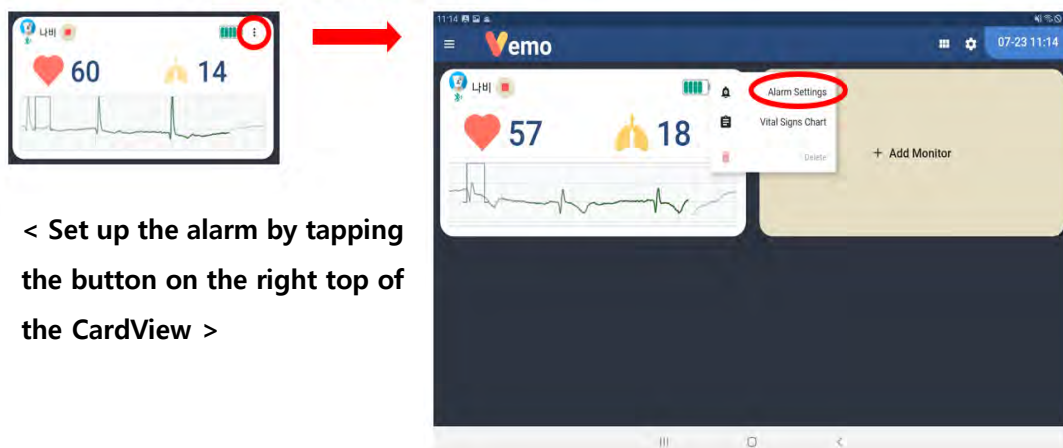 나비
60
14
< Set up the alarm by tapping
the button on the right top of
the CardView >
11:14
Vemo
07-23 11:14
나비
57
18
Alarm Settings
Vital Signs Chart
Delete
+ Add Monitor